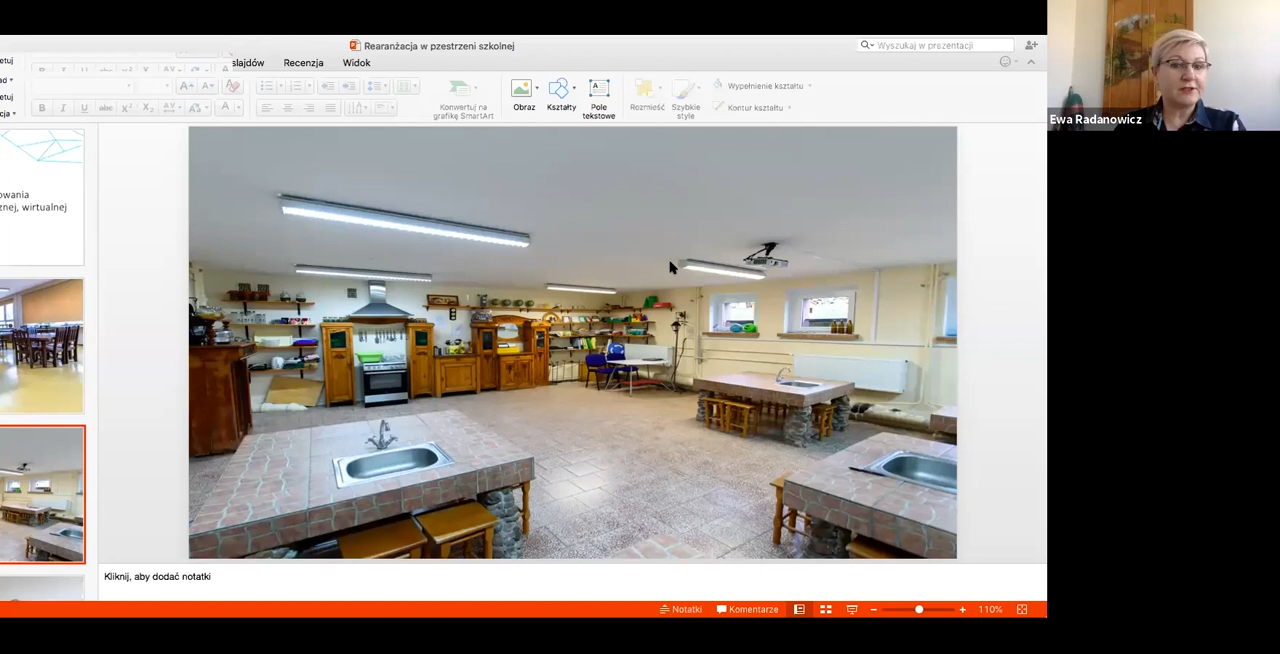 Rearanżacja w pzestrzeni szkolnej
Wyszukaj w prezentacji
Ewa Radanowicz
slajdów
Recenzja
Widok
Konwertuj na
grafikę SmartArt
Obraz
Kształty
Pole
tekstowe
Rozmieść
Szybkie
style
Wypełnienie kształtu
Kontur kształtu
owania
znej, wirtualnej
Kliknij, aby dodać notatki
Notatki
Komentarze
110%